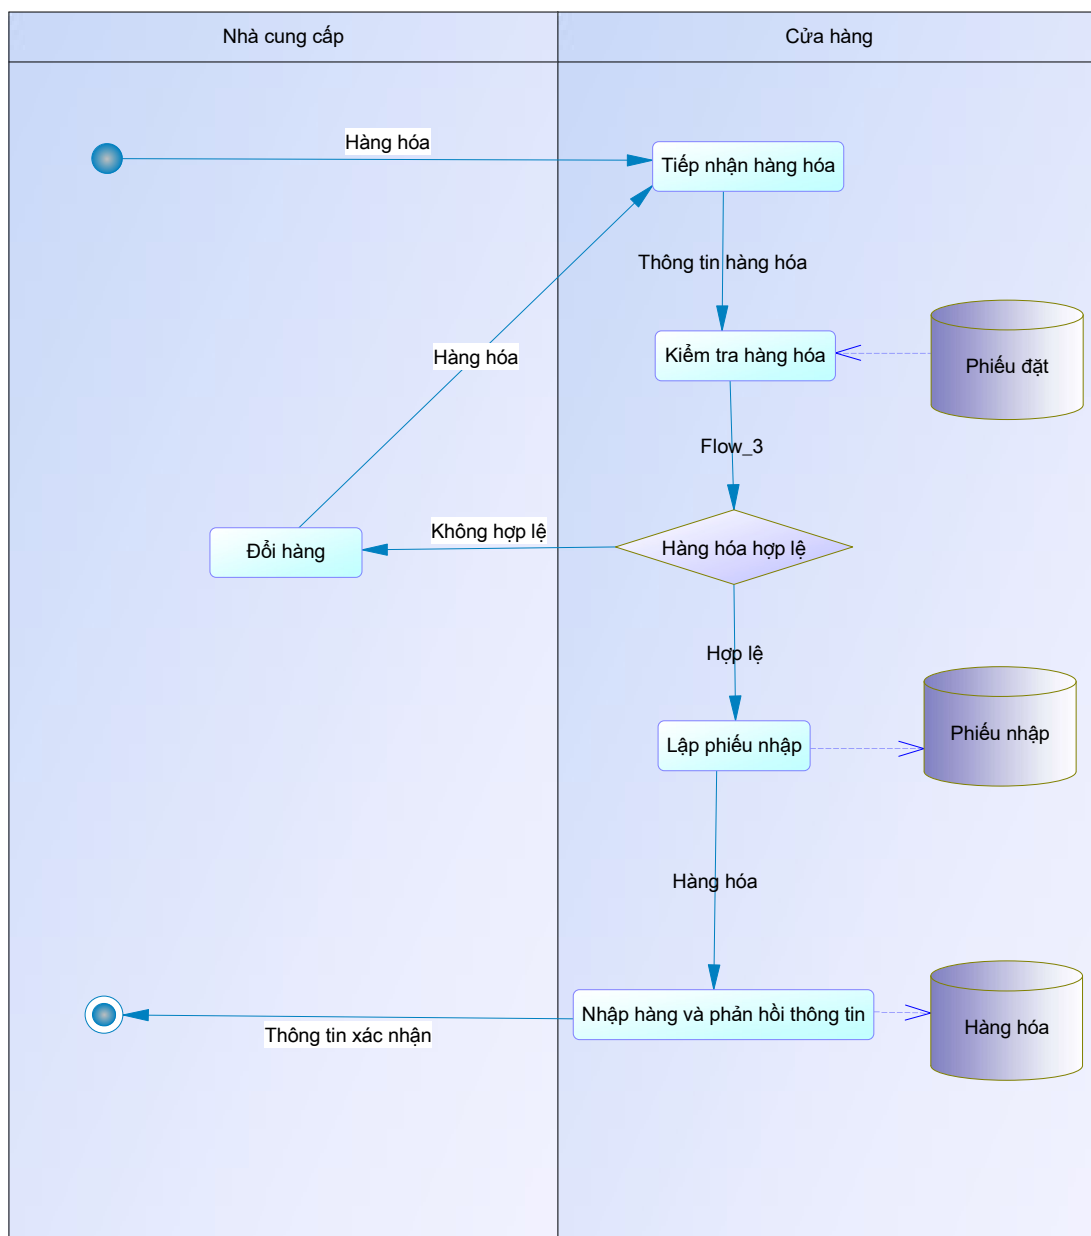 Nhà cung cấp
Cửa hàng
Hàng hóa
Tiếp nhận hàng hóa
Thông tin hàng hóa
Hàng hóa
Kiểm tra hàng hóa
Phiếu đặt
Flow_3
Không hợp lệ
Đổi hàng
Hàng hóa hợp lệ
Hợp lệ
Lập phiếu nhập
Phiếu nhập
Hàng hóa
Nhập hàng và phản hồi thông tin
Thông tin xác nhận
Hàng hóa